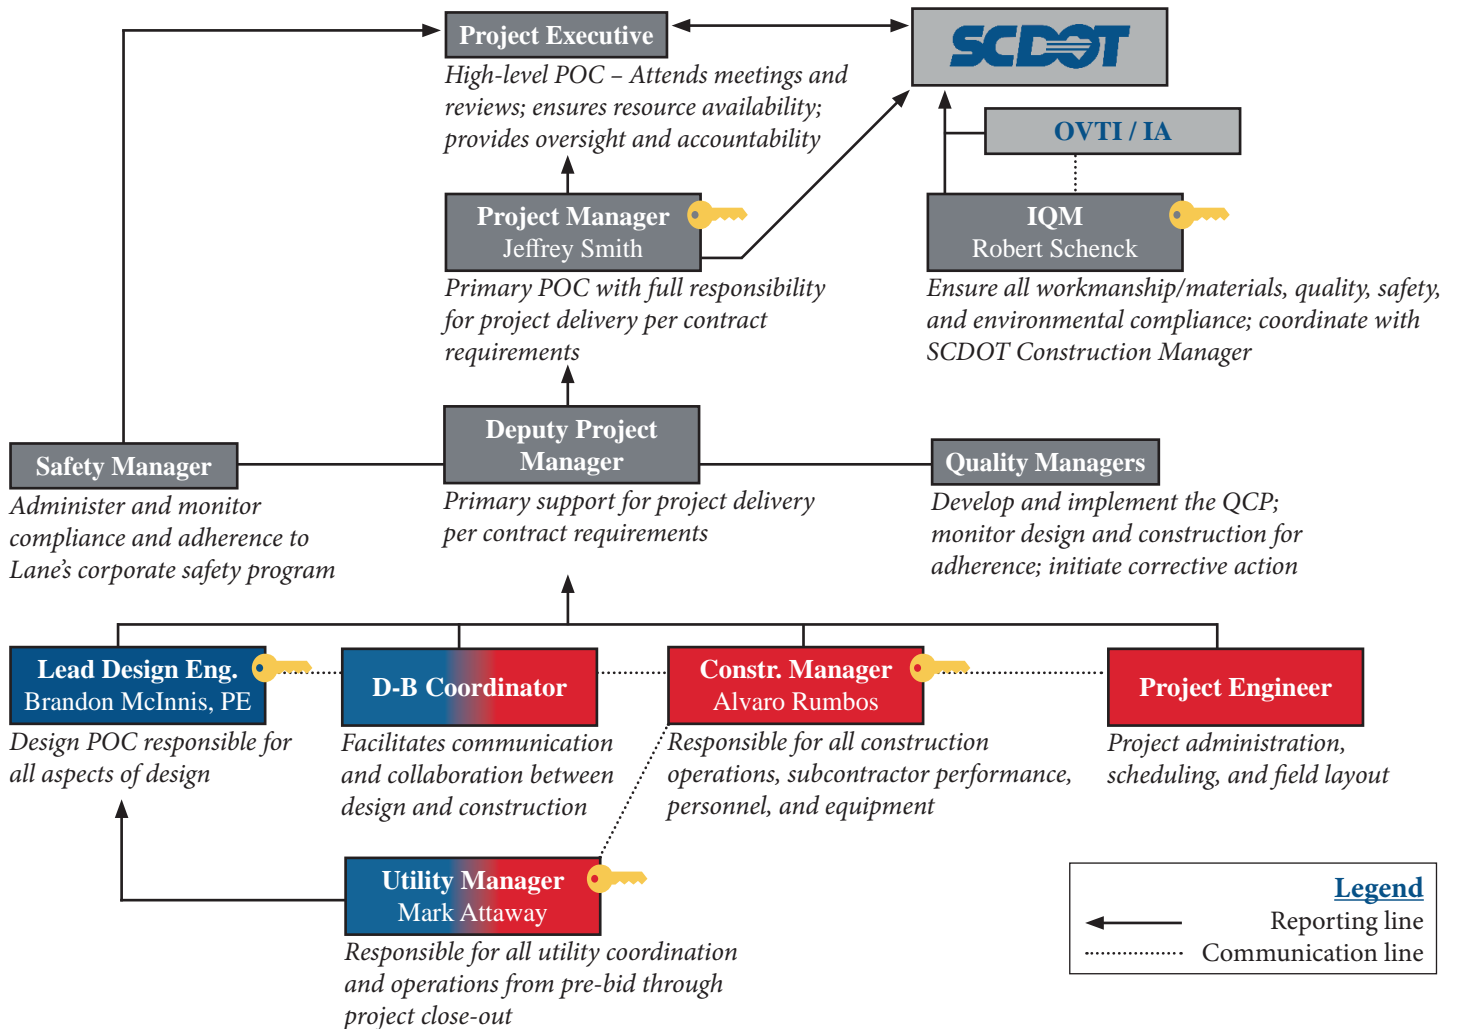 Project Executive
High-level POC – Attends meetings and
reviews; ensures resource availability;
provides oversight and accountability
SCDOT
OVTI / IA
Project Manager
Jeffrey Smith
Primary POC with full responsibility
for project delivery per contract
requirements
IQM
Robert Schenck
Ensure all workmanship/materials, quality, safety,
and environmental compliance; coordinate with
SCDOT Construction Manager
Safety Manager
Administer and monitor
compliance and adherence to
Lane's corporate safety program
Deputy Project
Manager
Primary support for project delivery
per contract requirements
Quality Managers
Develop and implement the QCP;
monitor design and construction for
adherence; initiate corrective action
Lead Design Eng.
Brandon McInnis, PE
Design POC responsible for
all aspects of design
D-B Coordinator
Facilitates communication
and collaboration between
design and construction
Constr. Manager
Alvaro Rumbos
Responsible for all construction
operations, subcontractor performance,
personnel, and equipment
Project Engineer
Project administration,
scheduling, and field layout
Utility Manager
Mark Attaway
Responsible for all utility coordination
and operations from pre-bid through
project close-out
Legend
Reporting line
Communication line